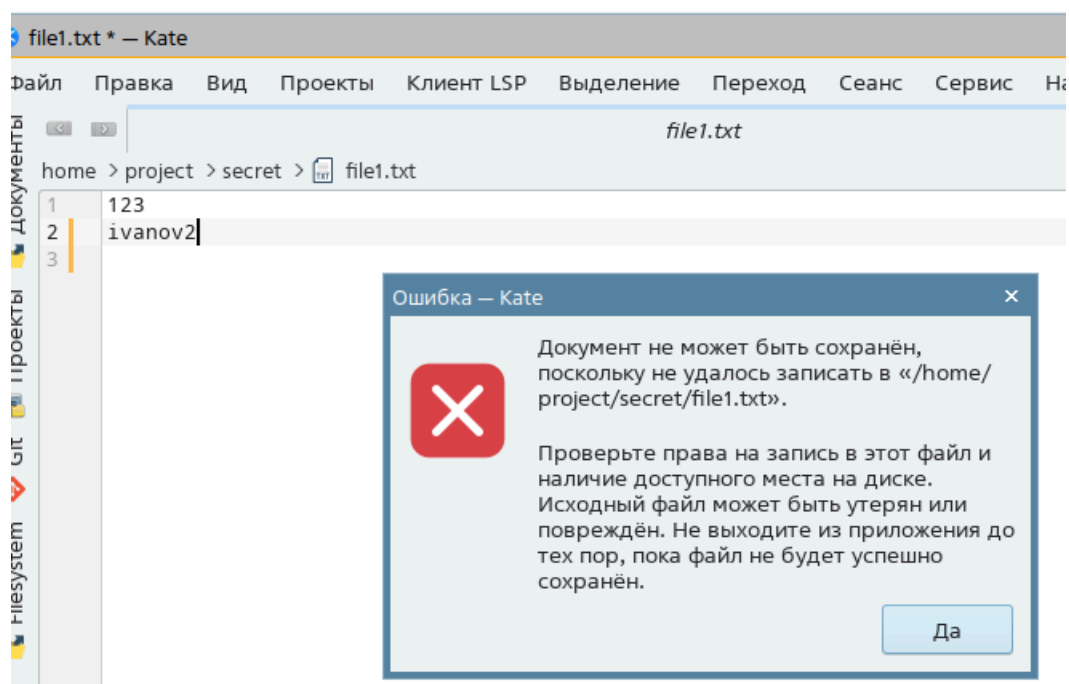 file1.txt * — Kate
Файл Правка Вид Проекты Клиент LSP Выделение Переход Сеанс Сервис
Документы
file1.txt
home > project > secret > file1.txt
1 123
2 ivanov2
3
Проекты
Git
Filesystem
Ошибка — Kate
Документ не может быть сохранён,
поскольку не удалось записать в «/home/
project/secret/file1.txt».
Проверьте права на запись в этот файл и
наличие доступного места на диске.
Исходный файл может быть утерян или
повреждён. Не выходите из приложения до
тех пор, пока файл не будет успешно
сохранён.
Да